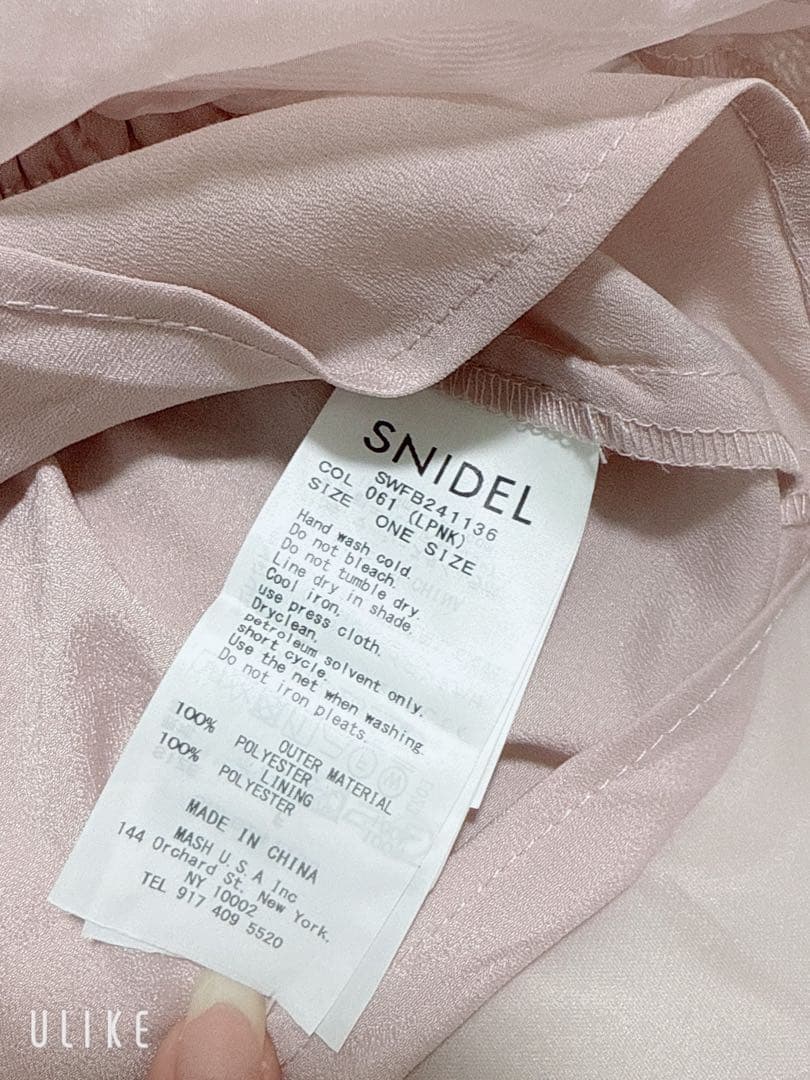 SNIDEL
SWFB241136
COL 061 (LPNK)
SIZE ONE SIZE
Hand wash cold.
Do not bleach.
Do not tumble dry.
Line dry in shade.
Cool iron.
use press cloth.
Dryclean.
petroleum solvent only.
short cycle.
Use the net when washing.
Do not iron pleats.
OUTER MATERIAL
100% POLYESTER
LINING
100% POLYESTER
MADE IN CHINA
MASH U.S.A Inc
144 Orchard St. New York.
NY 10002
TEL 917 409 5520
ULIKE